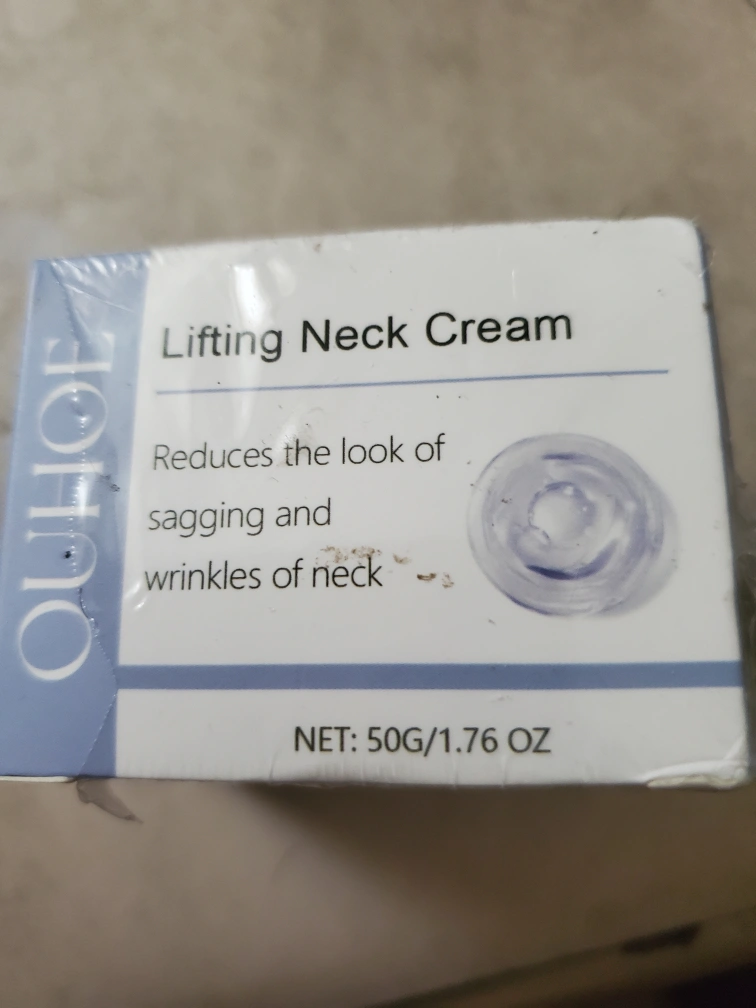 OUHOE
Lifting Neck Cream
Reduces the look of
sagging and
wrinkles of neck
NET: 50G/1.76 OZ